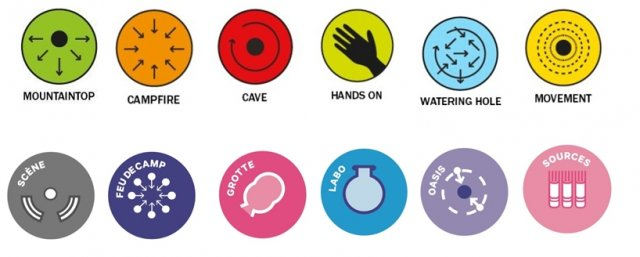 MOUNTAINTOP
CAMPFIRE
CAVE
HANDS ON
WATERING HOLE
MOVEMENT
SCÈNE
FEU DE CAMP
GROTTE
LABO
OASIS
SOURCES